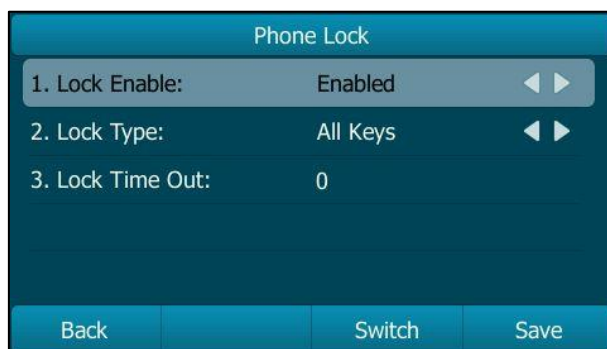 Phone Lock
1. Lock Enable: Enabled
2. Lock Type: All Keys
3. Lock Time Out: 0
Back Switch Save